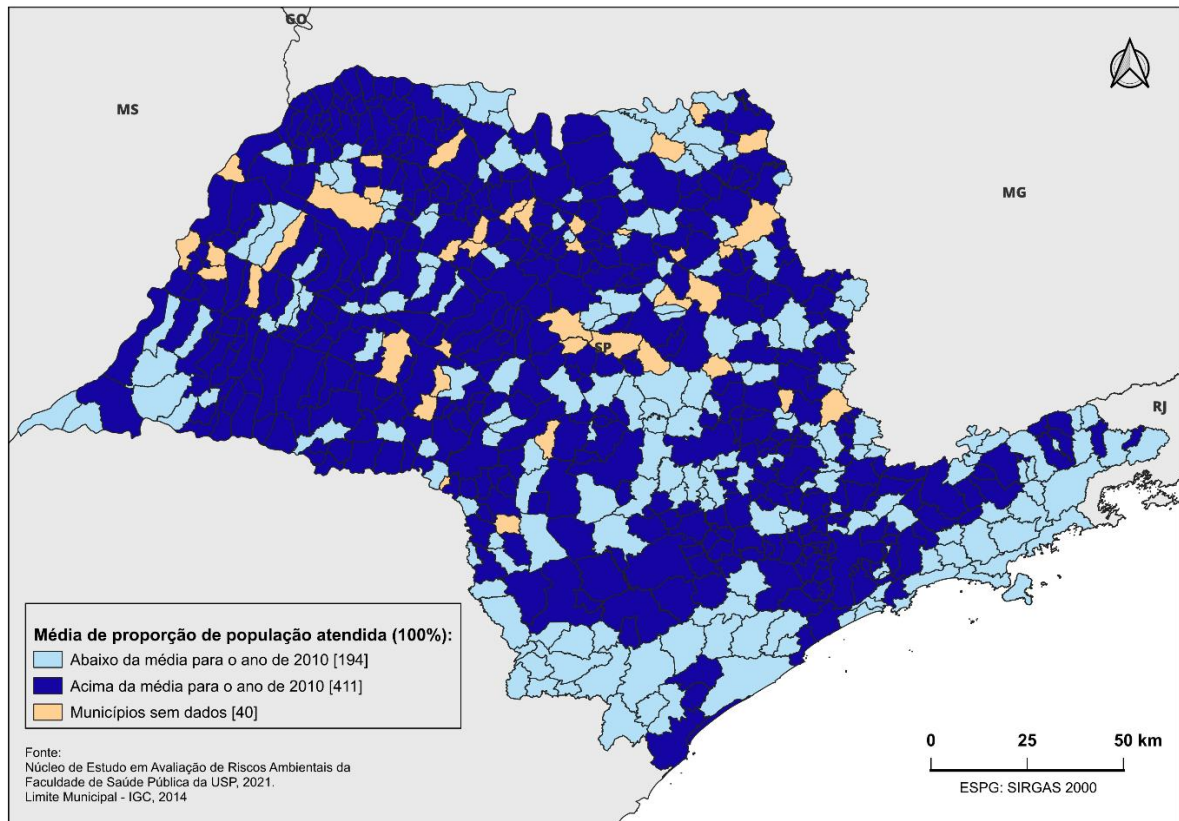 GO
MS
MG
SP
RJ
Média de proporção de população atendida (100%):
Abaixo da média para o ano de 2010 [194]
Acima da média para o ano de 2010 [411]
Municípios sem dados [40]
Fonte:
Núcleo de Estudo em Avaliação de Riscos Ambientais da
Faculdade de Saúde Pública da USP, 2021.
Limite Municipal - IGC, 2014
0 25 50 km
ESPG: SIRGAS 2000